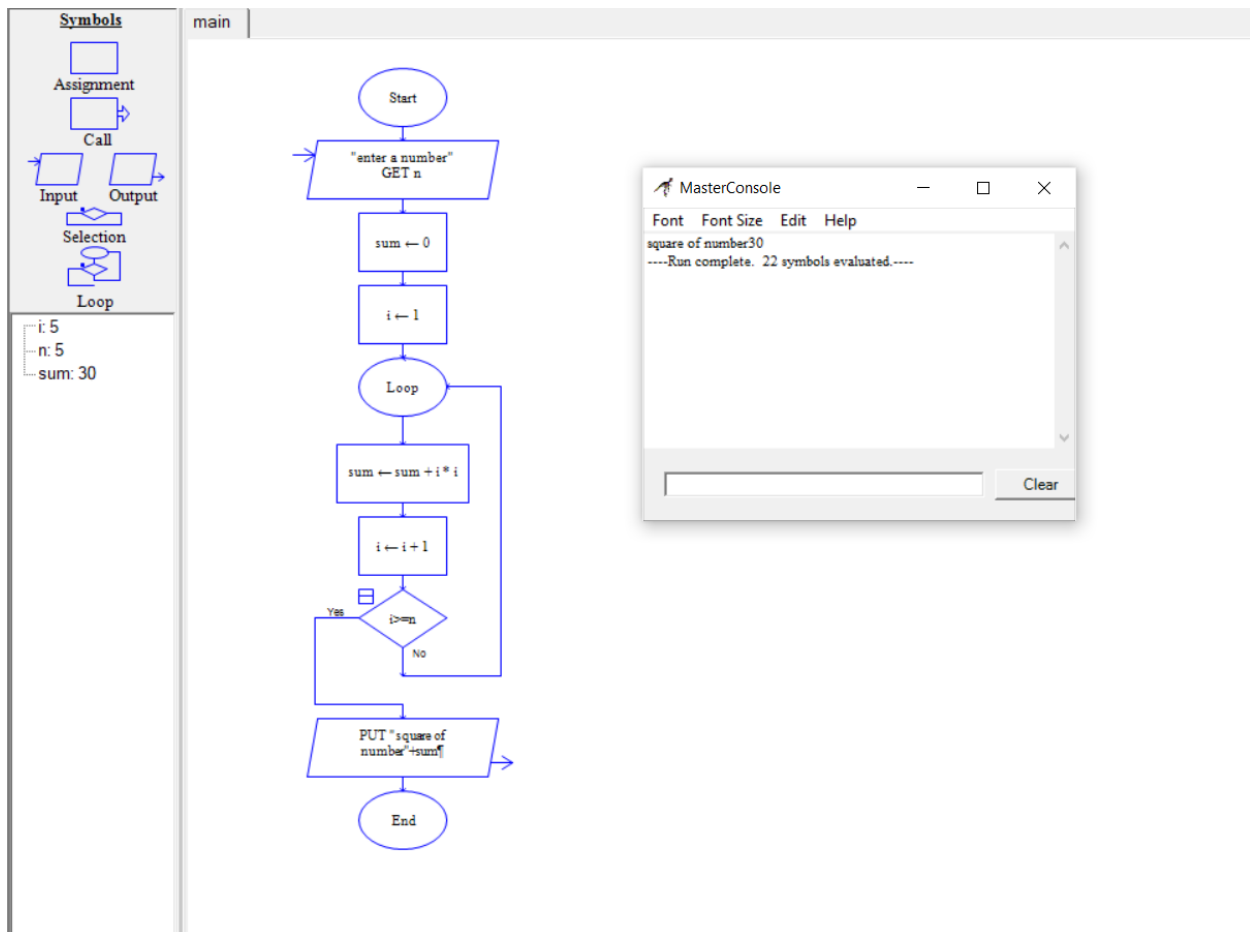 Symbols
Assignment
Call
Input Output
Selection
Loop
i: 5
n: 5
sum: 30
main
Start
"enter a number"
GET n
sum ← 0
i ← 1
Loop
sum ← sum + i * i
i ← i + 1
i>=n
Yes
No
PUT "square of
number"+sum¶
End
MasterConsole
Font Font Size Edit Help
square of number30
----Run complete. 22 symbols evaluated.----
Clear